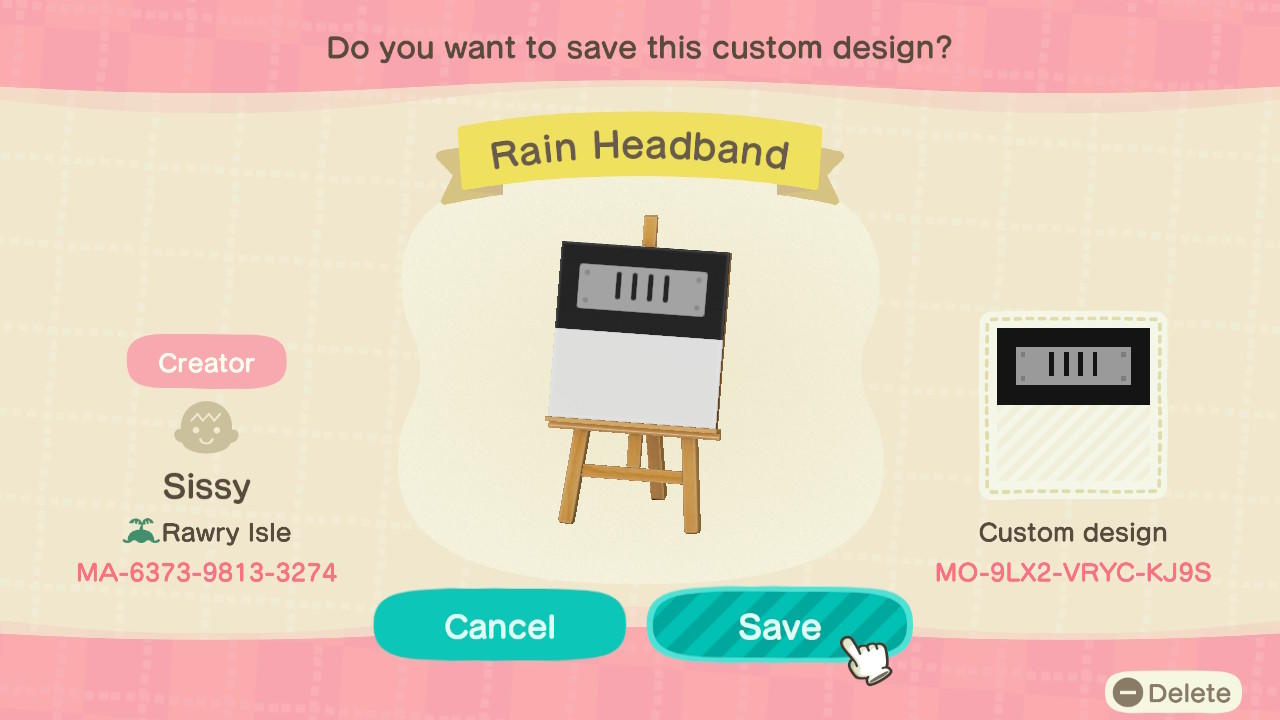 Do you want to save this custom design?
Rain Headband
Creator
Sissy
Rawry Isle
MA-6373-9813-3274
Custom design
MO-9LX2-VRYC-KJ9S
Cancel
Save
Delete